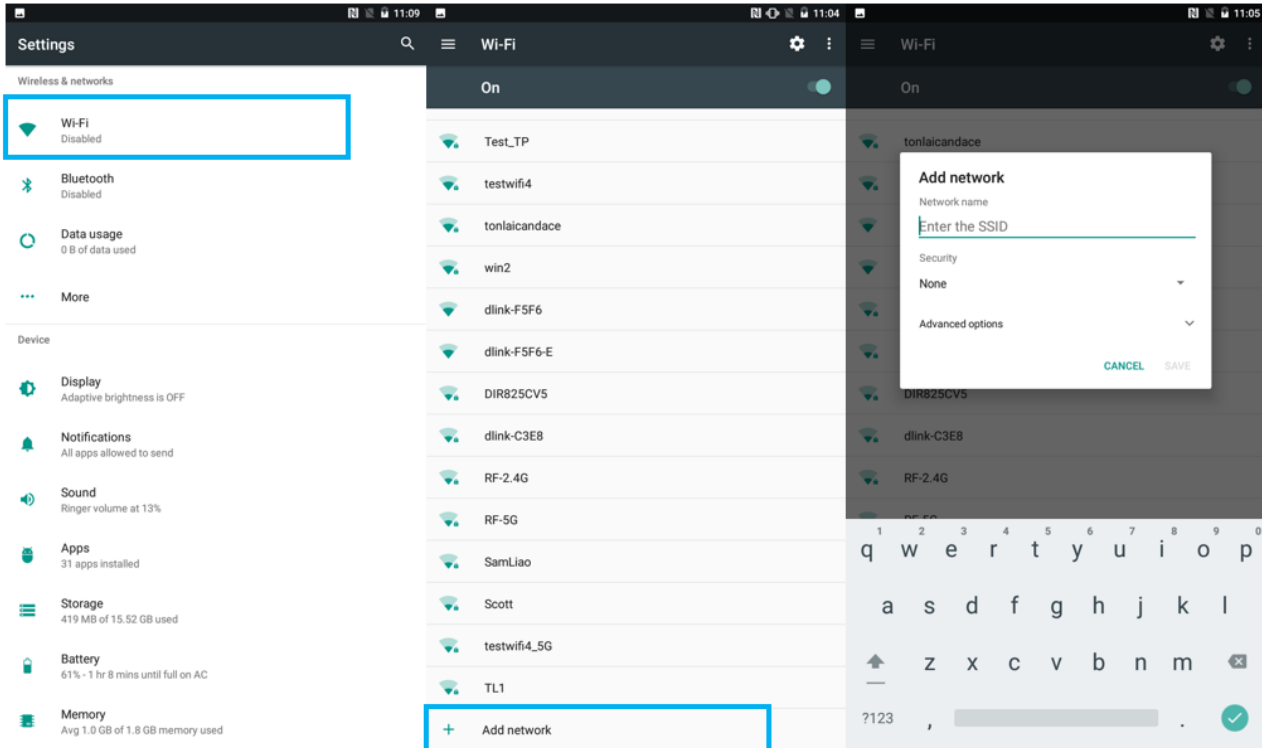 11:09
Settings
Wireless & networks
Wi-Fi
Disabled
Bluetooth
Disabled
Data usage
0 B of data used
More
Device
Display
Adaptive brightness is OFF
Notifications
All apps allowed to send
Sound
Ringer volume at 13%
Apps
31 apps installed
Storage
419 MB of 15.52 GB used
Battery
61% - 1 hr 8 mins until full on AC
Memory
Avg 1.0 GB of 1.8 GB memory used
11:04
Wi-Fi
On
Test_TP
testwifi4
tonlaicandace
win2
dlink-F5F6
dlink-F5F6-E
DIR825CV5
dlink-C3E8
RF-2.4G
RF-5G
SamLiao
Scott
testwifi4_5G
TL1
+ Add network
11:05
Wi-Fi
On
tonlaicandace
Add network
Network name
Enter the SSID
Security
None
Advanced options
CANCEL SAVE
DIR825CV5
dlink-C3E8
RF-2.4G
RF-5G
1 2 3 4 5 6 7 8 9 0
q w e r t y u i o p
a s d f g h j k l
z x c v b n m
?123 , .